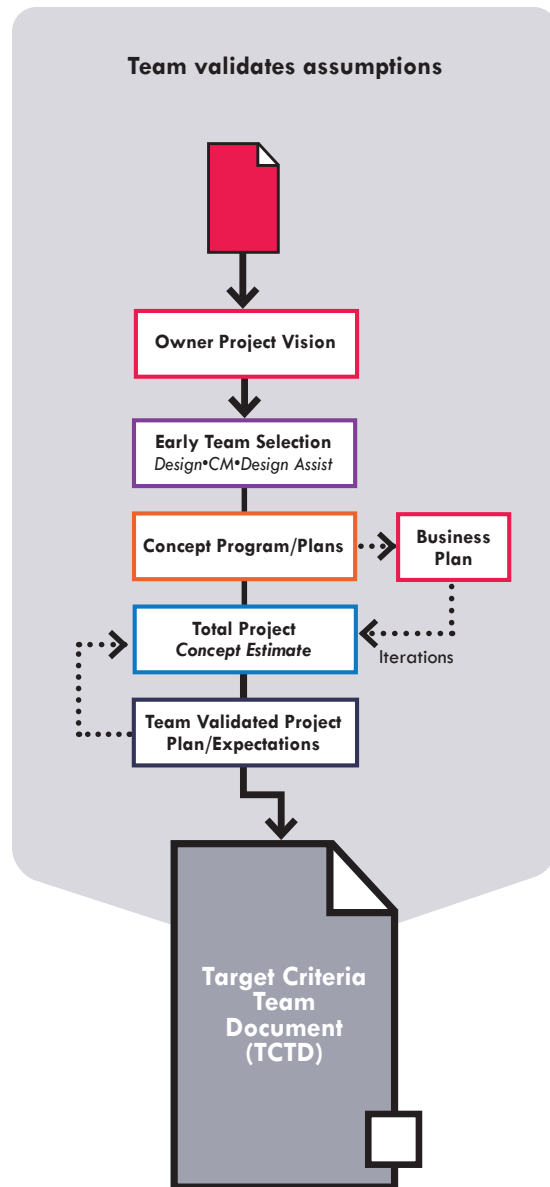 Team validates assumptions
Owner Project Vision
Early Team Selection
Design•CM•Design Assist
Concept Program/Plans
Business
Plan
Total Project
Concept Estimate
Iterations
Team Validated Project
Plan/Expectations
Target Criteria
Team
Document
(TCTD)